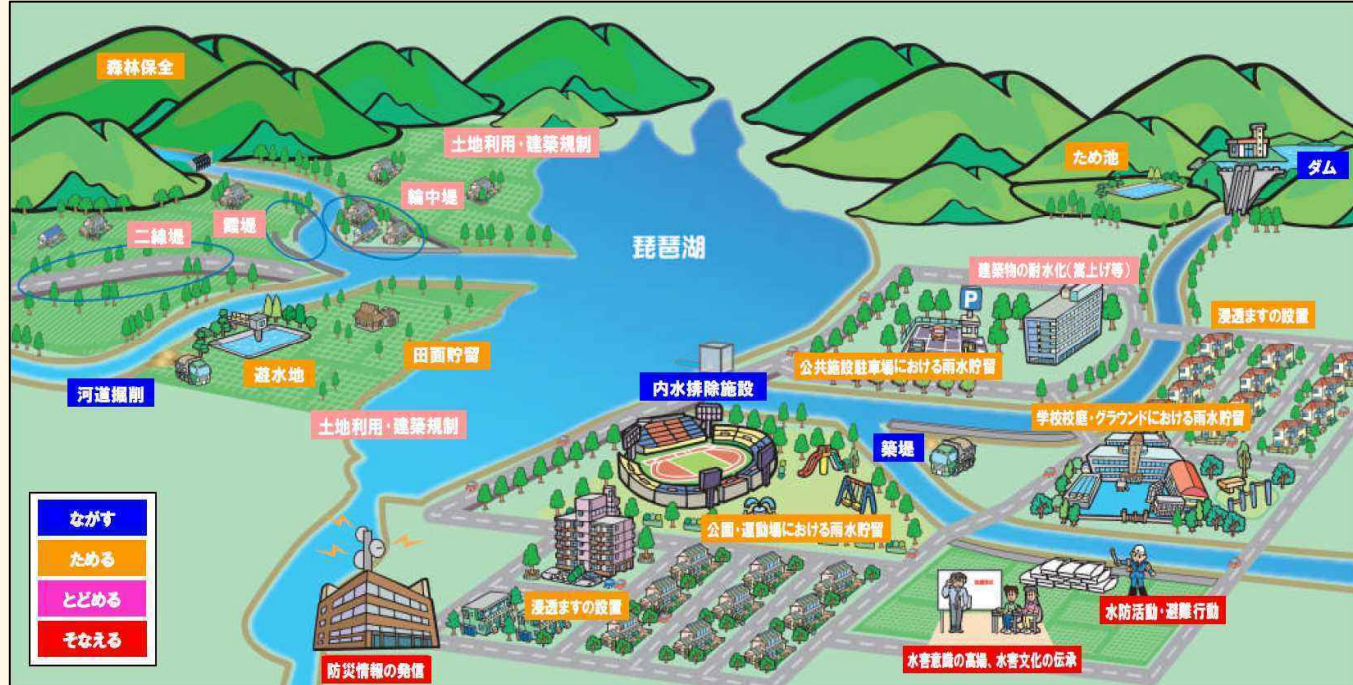 森林保全
土地利用・建築規制
ため池
ダム
輪中堤
霞堤
二線堤
琵琶湖
建築物の耐水化(嵩上げ等)
P
浸透ますの設置
田面貯留
遊水地
河道掘削
公共施設駐車場における雨水貯留
内水排除施設
学校校庭・グラウンドにおける雨水貯留
土地利用・建築規制
築堤
公園・運動場における雨水貯留
ながす
ためる
とどめる
そなえる
浸透ますの設置
水防活動・避難行動
防災情報の発信
水害意識の高揚、水害文化の伝承